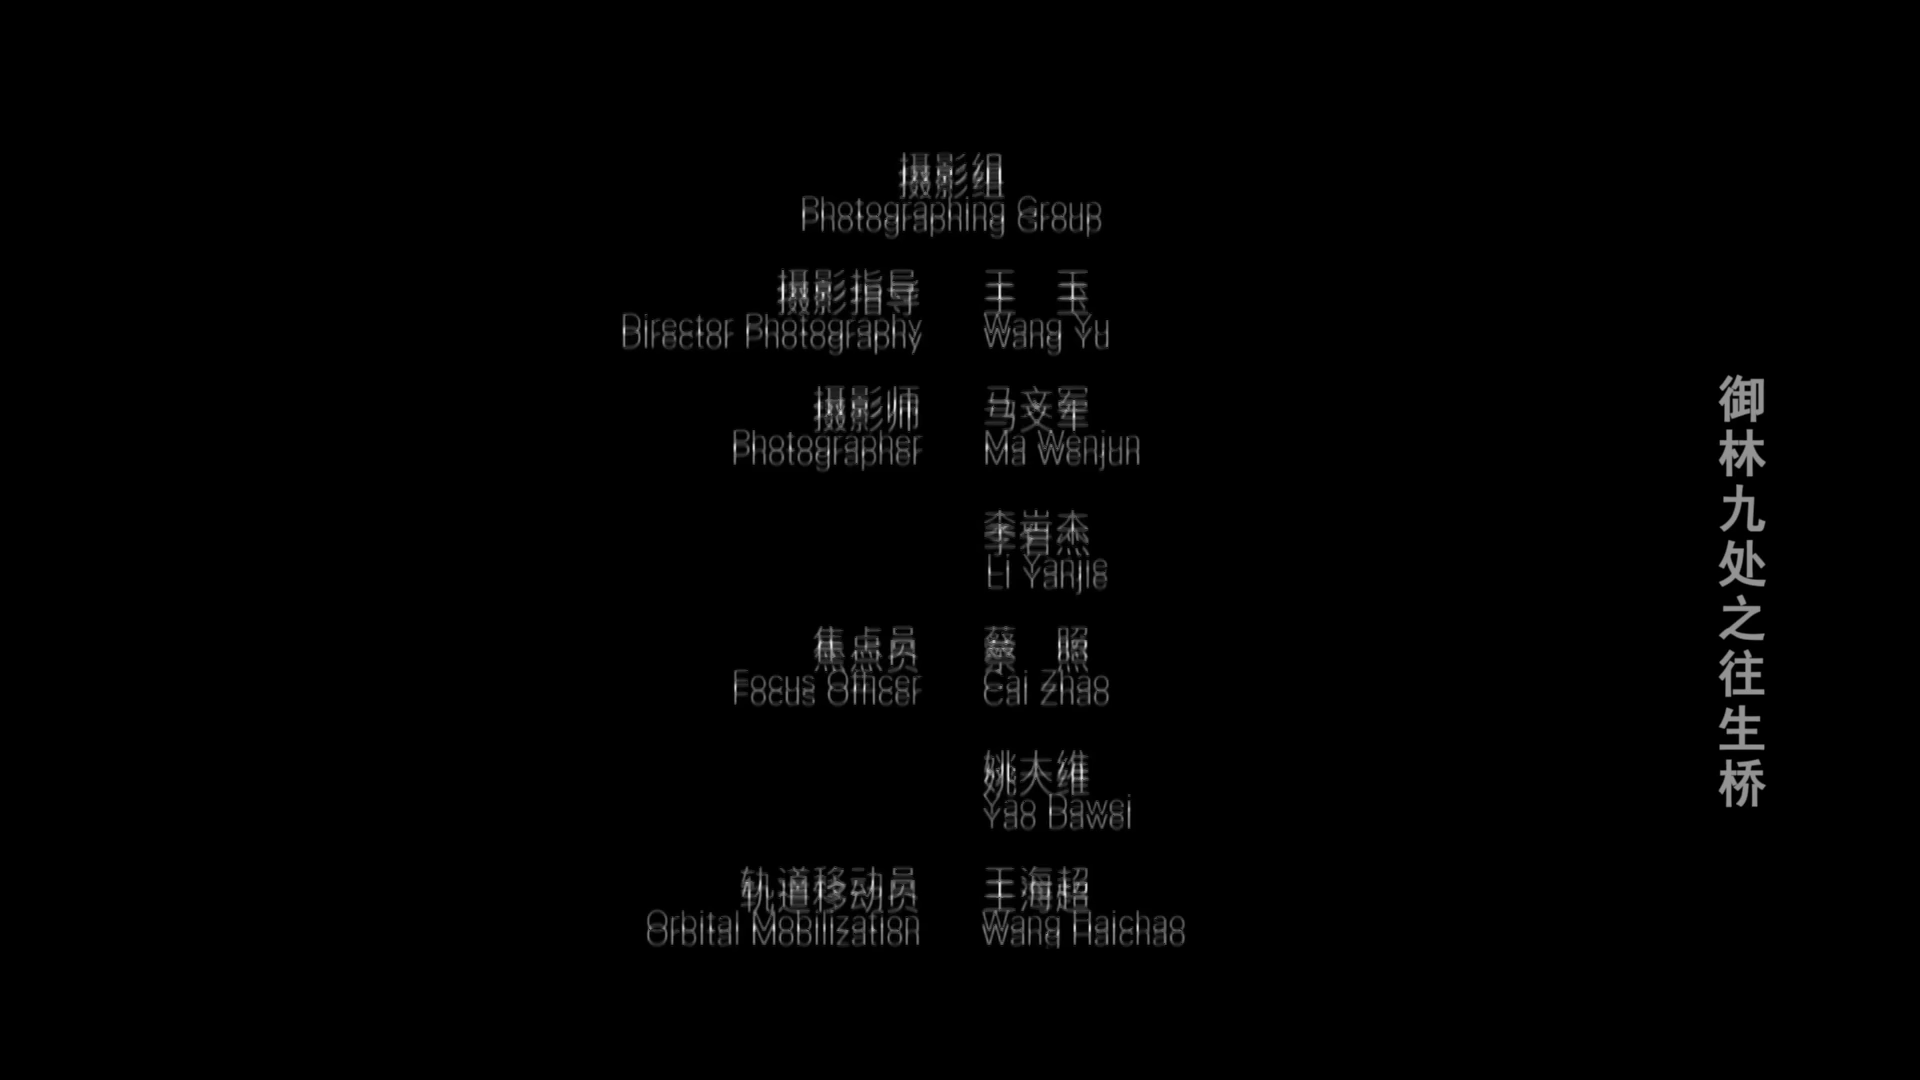 摄影组
Photographing Group
摄影指导 王 玉
Director Photography Wang Yu
摄影师 马文军
Photographer Ma Wenjun
李岩杰
Li Yanjie
焦点员 蔡 照
Focus Officer Cai Zhao
姚大维
Yao Dawei
轨道移动员 王海超
Orbital Mobilization Wang Haichao
御林九处之往生桥